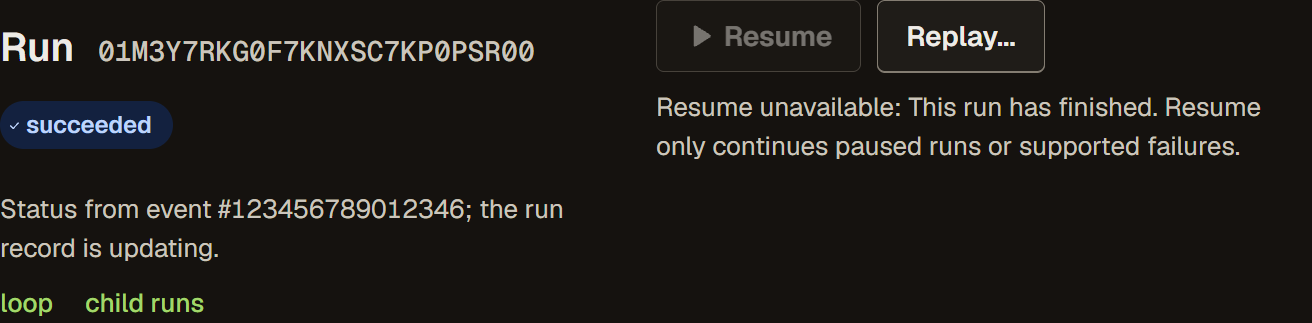 Run 01M3Y7RKG0F7KNXSC7KP0PSR00
succeeded
Status from event #123456789012346; the run
record is updating.
loop child runs
Resume
Replay...
Resume unavailable: This run has finished. Resume
only continues paused runs or supported failures.